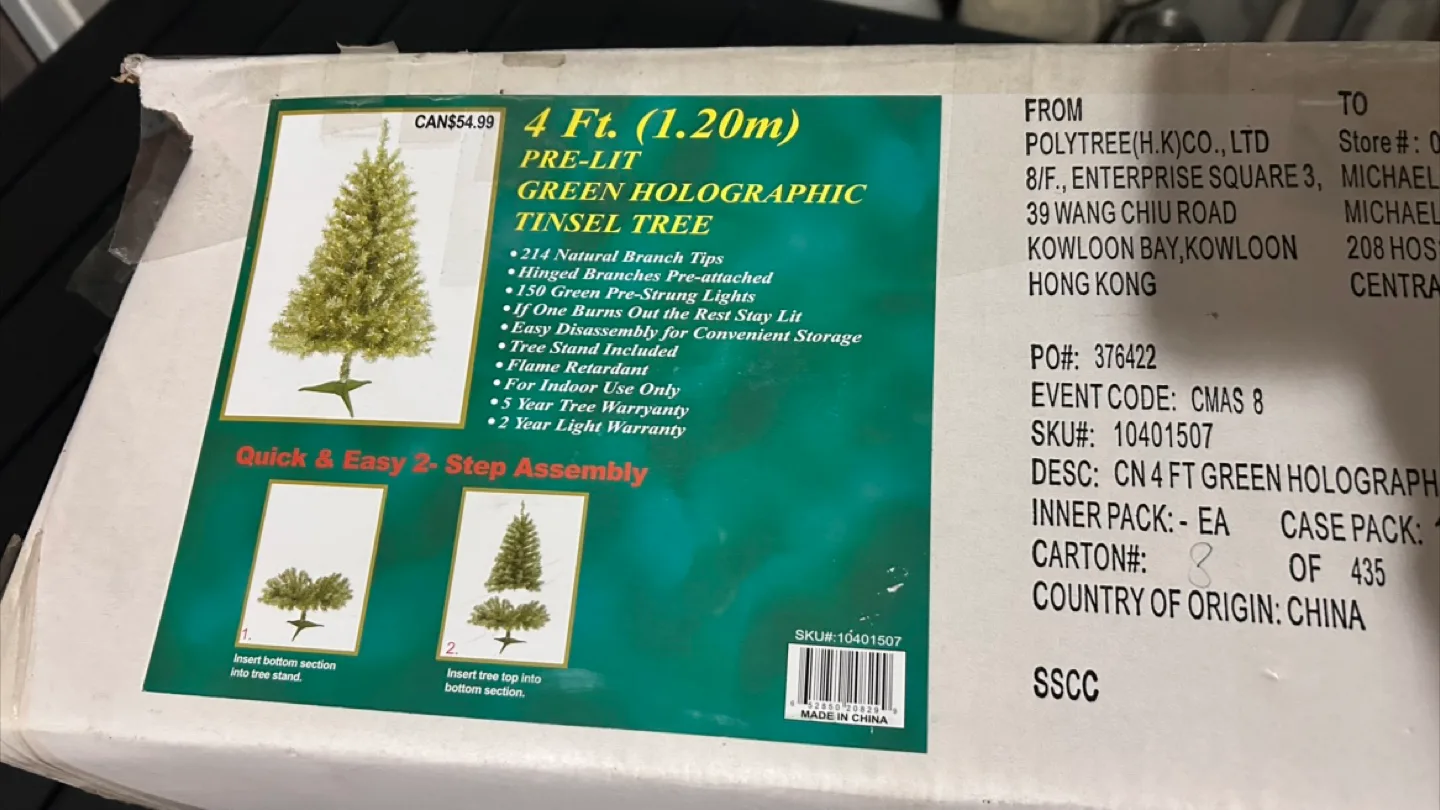 CAN$54.99
4 Ft. (1.20m)
PRE-LIT
GREEN HOLOGRAPHIC
TINSEL TREE
• 214 Natural Branch Tips
• Hinged Branches Pre-attached
• 150 Green Pre-Strung Lights
• If One Burns Out the Rest Stay Lit
• Easy Disassembly for Convenient Storage
• Tree Stand Included
• Flame Retardant
• For Indoor Use Only
• 5 Year Tree Warryanty
• 2 Year Light Warranty
Quick & Easy 2- Step Assembly
1.
Insert bottom section
into tree stand.
2.
Insert tree top into
bottom section.
SKU#:10401507
6 52850 20829 9
MADE IN CHINA
FROM
POLYTREE(H.K)CO., LTD
8/F., ENTERPRISE SQUARE 3,
39 WANG CHIU ROAD
KOWLOON BAY,KOWLOON
HONG KONG
TO
Store# : 0
MICHAEL
MICHAEL
208 HOS
CENTRA
PO#: 376422
EVENT CODE: CMAS 8
SKU#: 10401507
DESC: CN 4 FT GREEN HOLOGRAPH
INNER PACK: - EA CASE PACK:
CARTON#: 8 OF 435
COUNTRY OF ORIGIN: CHINA
SSCC